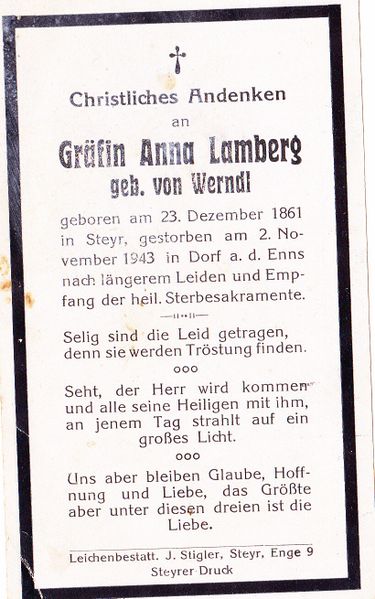 Christliches Andenken
an
Gräfin Anna Lamberg
geb. von Werndl
geboren am 23. Dezember 1861
in Steyr, gestorben am 2. No-
vember 1943 in Dorf a. d. Enns
nach längerem Leiden und Emp-
fang der heil. Sterbesakramente.
Selig sind die Leid getragen,
denn sie werden Tröstung finden.
ooo
Seht, der Herr wird kommen
und alle seine Heiligen mit ihm,
an jenem Tag strahlt auf ein
großes Licht.
ooo
Uns aber bleiben Glaube, Hoff-
nung und Liebe, das Größte
aber unter diesen dreien ist die
Liebe.
Leichenbestatt. J. Stigler, Steyr, Enge 9
Steyrer Druck